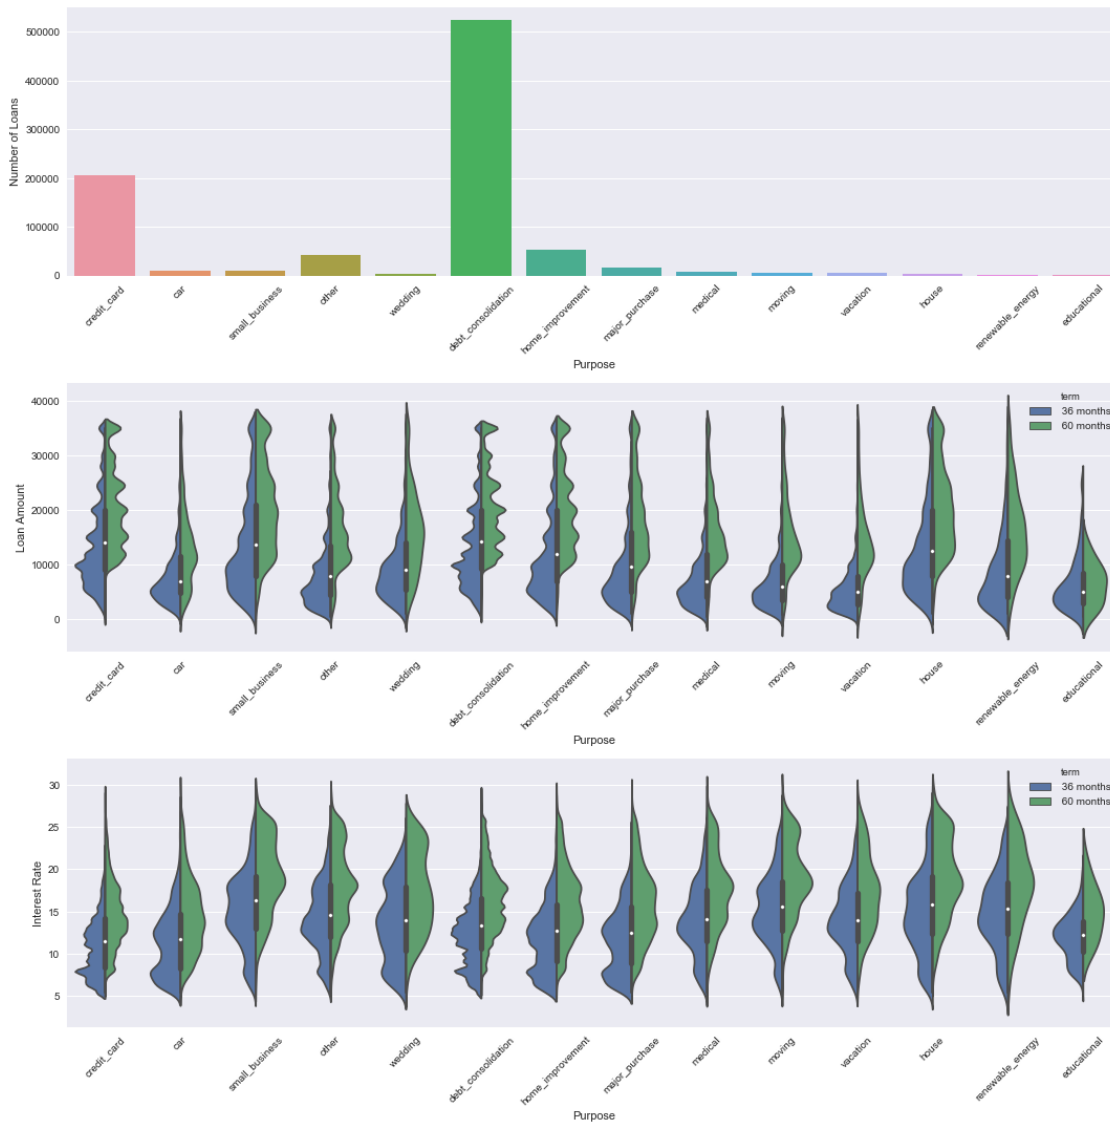 500000
400000
300000
200000
100000
0
Number of Loans
credit_card
car
small_business
other
wedding
debt_consolidation
home_improvement
major_purchase
medical
moving
vacation
house
renewable_energy
educational
Purpose
term
36 months
60 months
40000
30000
20000
10000
0
Loan Amount
credit_card
car
small_business
other
wedding
debt_consolidation
home_improvement
major_purchase
medical
moving
vacation
house
renewable_energy
educational
Purpose
term
36 months
60 months
30
25
20
15
10
5
Interest Rate
credit_card
car
small_business
other
wedding
debt_consolidation
home_improvement
major_purchase
medical
moving
vacation
house
renewable_energy
educational
Purpose